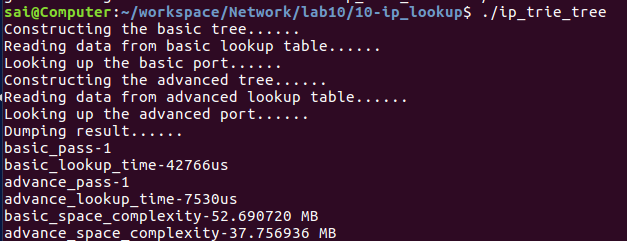 sai@Computer:~/workspace/Network/lab10/10-ip_lookup$ ./ip_trie_tree
Constructing the basic tree......
Reading data from basic lookup table......
Looking up the basic port......
Constructing the advanced tree......
Reading data from advanced lookup table......
Looking up the advanced port......
Dumping result......
basic_pass-1
basic_lookup_time-42766us
advance_pass-1
advance_lookup_time-7530us
basic_space_complexity-52.690720 MB
advance_space_complexity-37.756936 MB